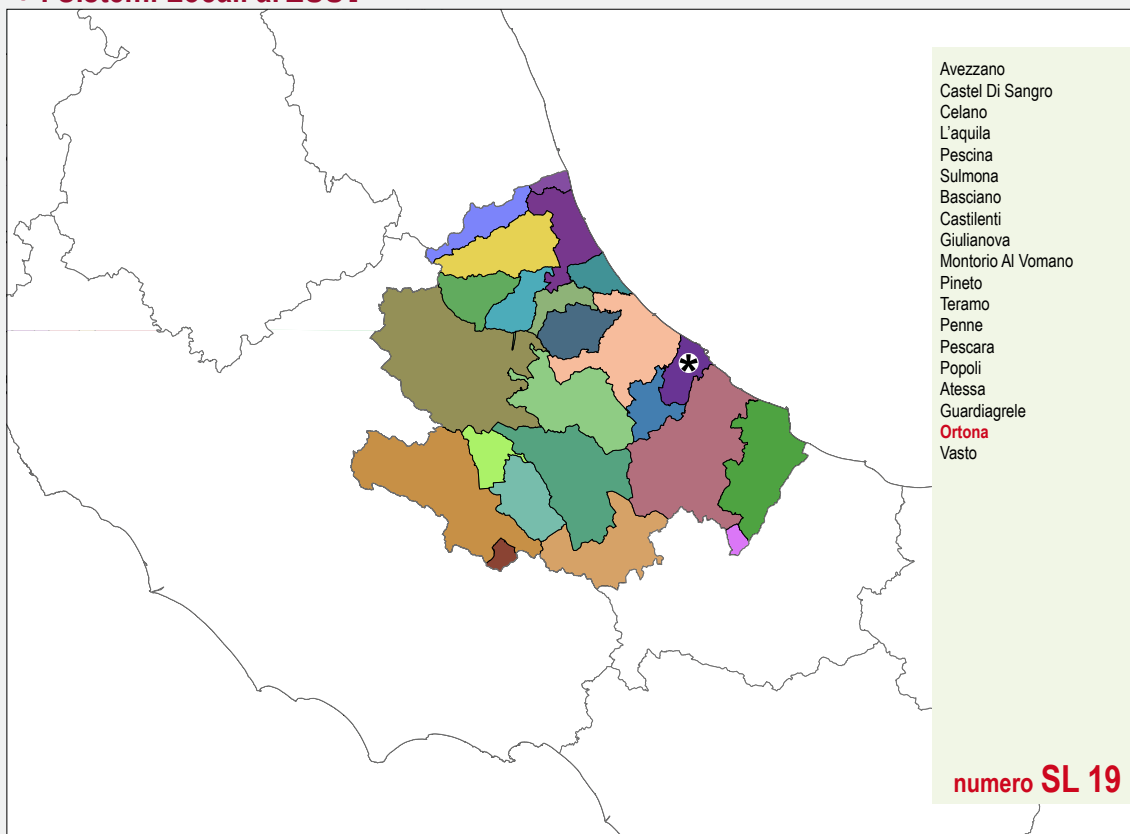 Avezzano
Castel Di Sangro
Celano
L'aquila
Pescina
Sulmona
Basciano
Castilenti
Giulianova
Montorio Al Vomano
Pineto
Teramo
Penne
Pescara
Popoli
Atessa
Guardiagrele
Ortona
Vasto
*
numero SL 19